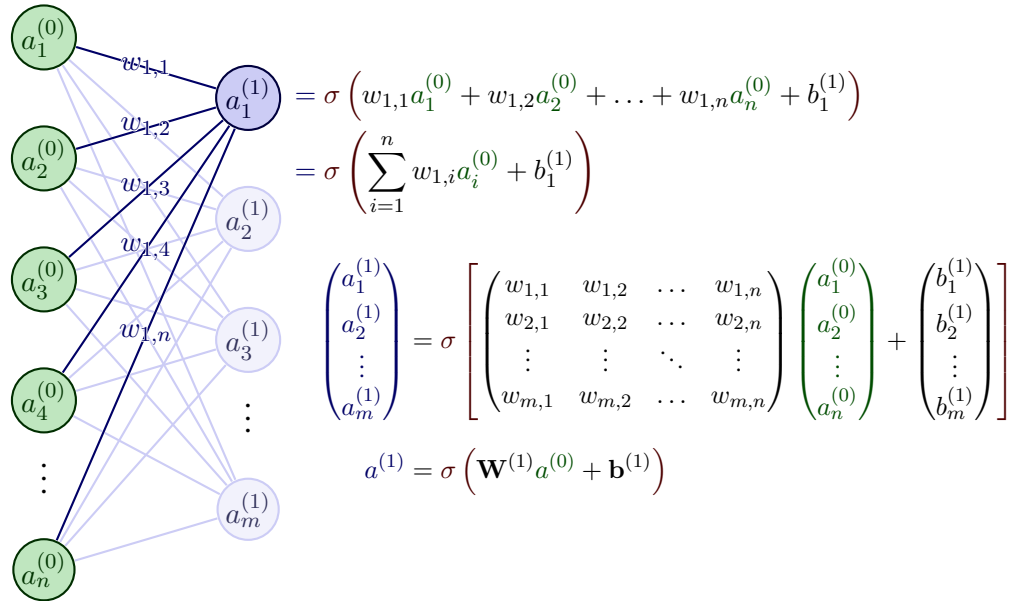 a_1^{(0)}
a_2^{(0)}
a_3^{(0)}
a_4^{(0)}
⋮
a_n^{(0)}
w_{1,1}
w_{1,2}
w_{1,3}
w_{1,4}
w_{1,n}
a_1^{(1)}
a_2^{(1)}
a_3^{(1)}
⋮
a_m^{(1)}
= σ ( w_{1,1} a_1^{(0)} + w_{1,2} a_2^{(0)} + … + w_{1,n} a_n^{(0)} + b_1^{(1)} )
= σ ( ∑_{i=1}^{n} w_{1,i} a_i^{(0)} + b_1^{(1)} )
( a_1^{(1)} ; a_2^{(1)} ; ⋮ ; a_m^{(1)} ) = σ [ ( w_{1,1} w_{1,2} … w_{1,n} ; w_{2,1} w_{2,2} … w_{2,n} ; ⋮ ⋮ ⋱ ⋮ ; w_{m,1} w_{m,2} … w_{m,n} ) ( a_1^{(0)} ; a_2^{(0)} ; ⋮ ; a_n^{(0)} ) + ( b_1^{(1)} ; b_2^{(1)} ; ⋮ ; b_m^{(1)} ) ]
a^{(1)} = σ ( W^{(1)} a^{(0)} + b^{(1)} )